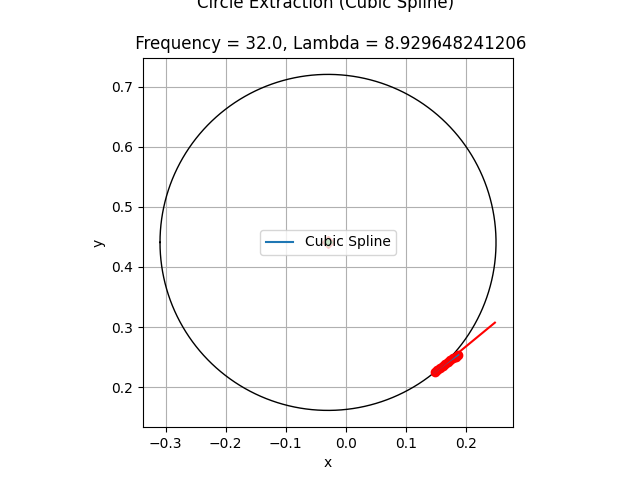 Circle Extraction (Cubic Spline)
Frequency = 32.0, Lambda = 8.929648241206
0.7
0.6
0.5
0.4
0.3
0.2
y
Cubic Spline
−0.3 −0.2 −0.1 0.0 0.1 0.2
x